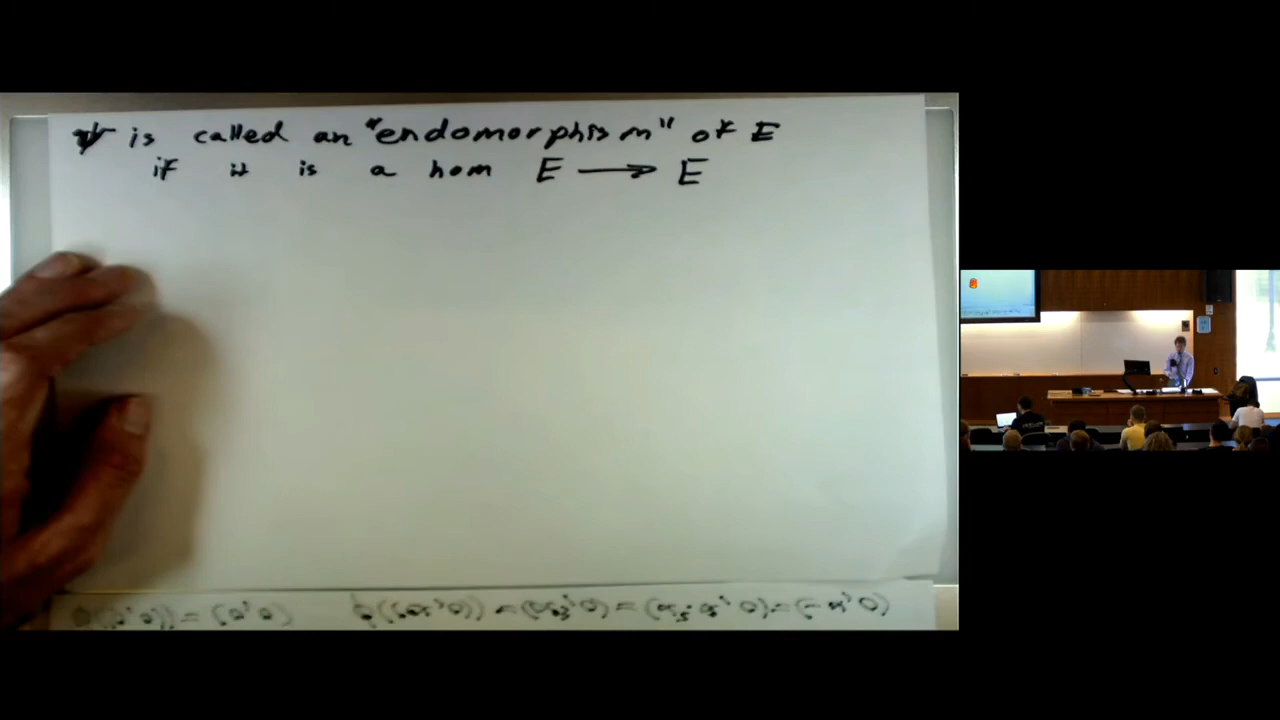 ψ is called an "endomorphism" of E
if it is a hom E ⟶ E